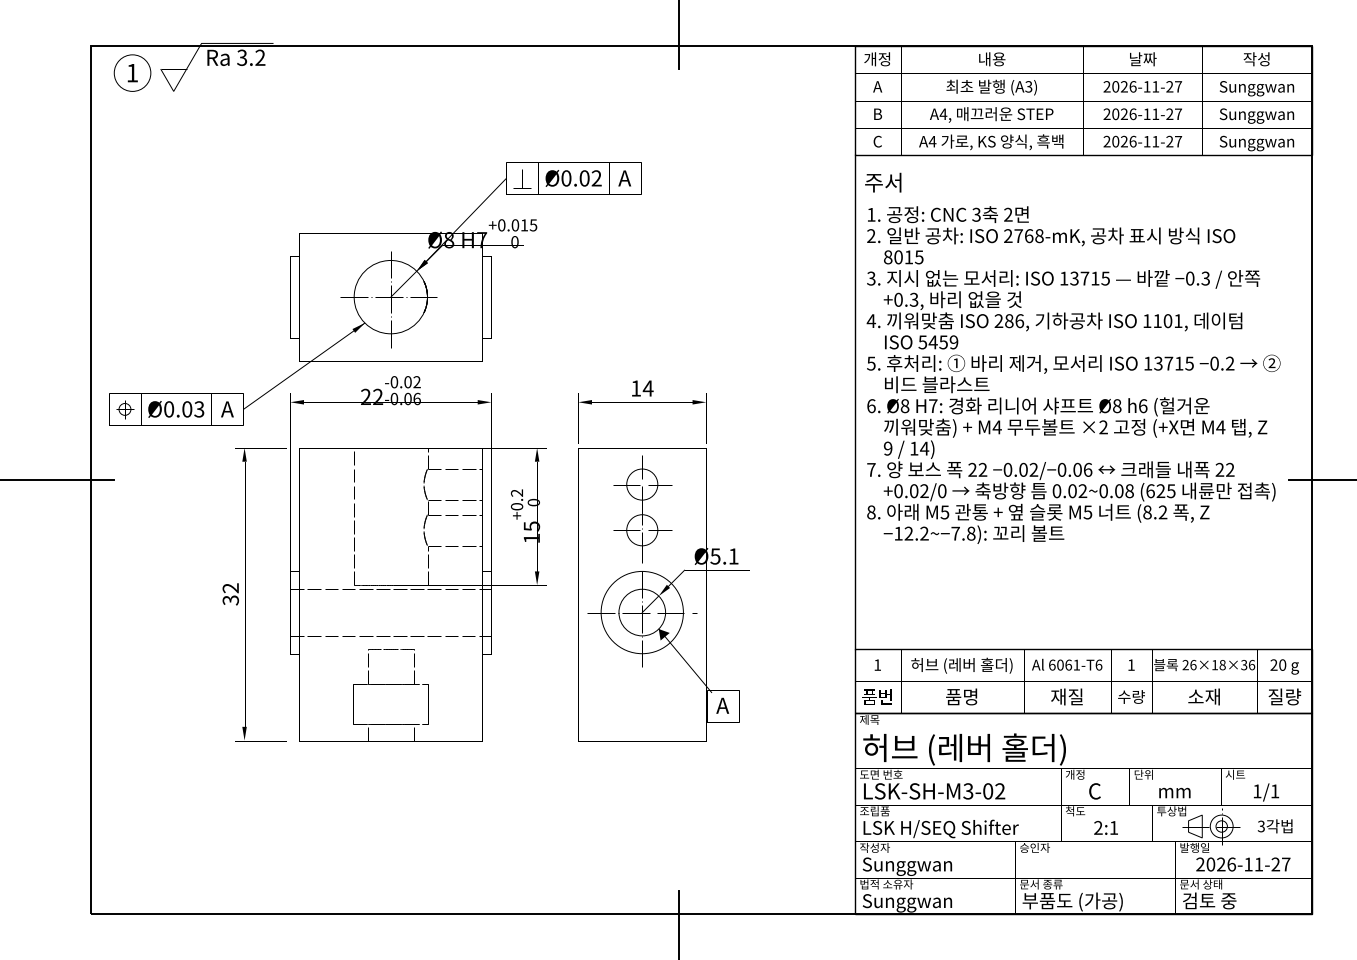 1 Ra 3.2
⊥ Ø0.02 A
Ø8 H7 +0.015 0
⌖ Ø0.03 A
22 -0.02 -0.06
14
32
15 +0.2 0
Ø5.1
A
개정 내용 날짜 작성
A 최초 발행 (A3) 2026-11-27 Sunggwan
B A4, 매끄러운 STEP 2026-11-27 Sunggwan
C A4 가로, KS 양식, 흑백 2026-11-27 Sunggwan
주서
1. 공정: CNC 3축 2면
2. 일반 공차: ISO 2768-mK, 공차 표시 방식 ISO
8015
3. 지시 없는 모서리: ISO 13715 — 바깥 −0.3 / 안쪽
+0.3, 바리 없을 것
4. 끼워맞춤 ISO 286, 기하공차 ISO 1101, 데이텀
ISO 5459
5. 후처리: ① 바리 제거, 모서리 ISO 13715 −0.2 → ②
비드 블라스트
6. Ø8 H7: 경화 리니어 샤프트 Ø8 h6 (헐거운
끼워맞춤) + M4 무두볼트 ×2 고정 (+X면 M4 탭, Z
9 / 14)
7. 양 보스 폭 22 −0.02/−0.06 ↔ 크래들 내폭 22
+0.02/0 → 축방향 틈 0.02~0.08 (625 내륜만 접촉)
8. 아래 M5 관통 + 옆 슬롯 M5 너트 (8.2 폭, Z
−12.2~−7.8): 꼬리 볼트
1 허브 (레버 홀더) Al 6061-T6 1 블록 26×18×36 20 g
품번 품명 재질 수량 소재 질량
제목
허브 (레버 홀더)
도면 번호 개정 단위 시트
LSK-SH-M3-02 C mm 1/1
조립품 척도 투상법
LSK H/SEQ Shifter 2:1 3각법
작성자 승인자 발행일
Sunggwan 2026-11-27
법적 소유자 문서 종류 문서 상태
Sunggwan 부품도 (가공) 검토 중